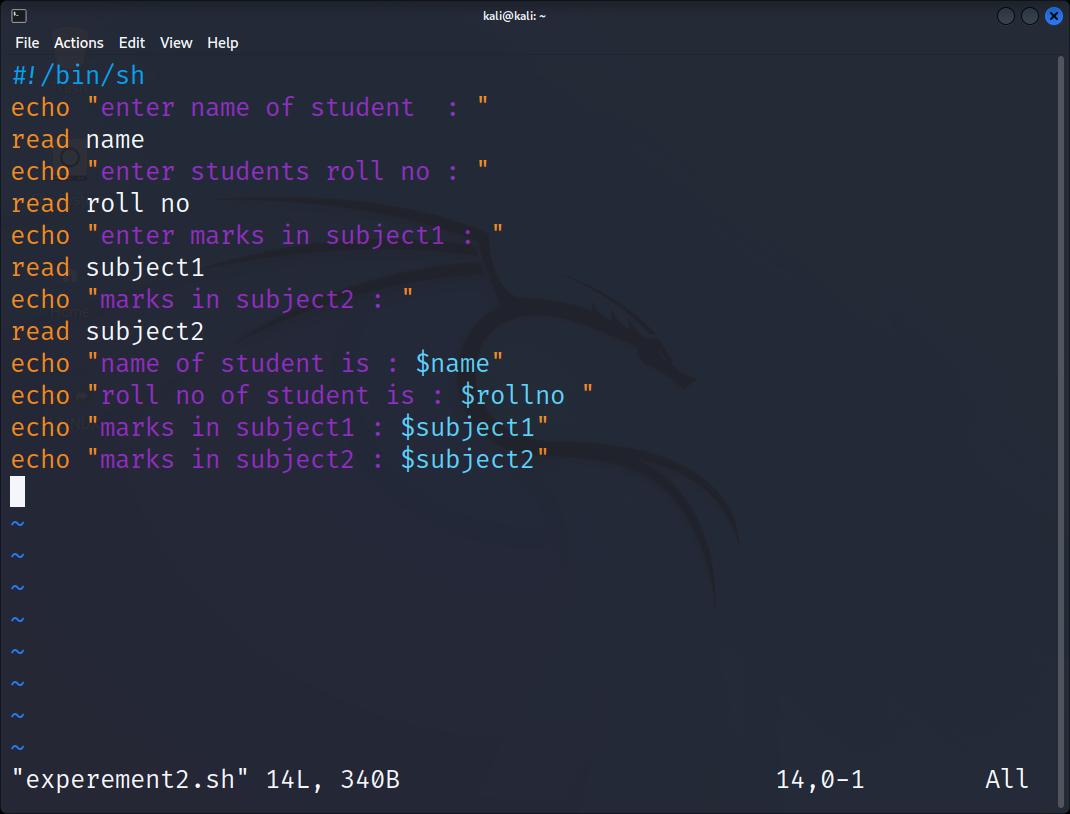 kali@kali: ~
File Actions Edit View Help
#!/bin/sh
echo "enter name of student  : "
read name
echo "enter students roll no : "
read roll no
echo "enter marks in subject1 : "
read subject1
echo "marks in subject2 : "
read subject2
echo "name of student is : $name"
echo "roll no of student is : $rollno "
echo "marks in subject1 : $subject1"
echo "marks in subject2 : $subject2"
~
~
~
~
~
~
~
~
"experement2.sh" 14L, 340B 14,0-1 All